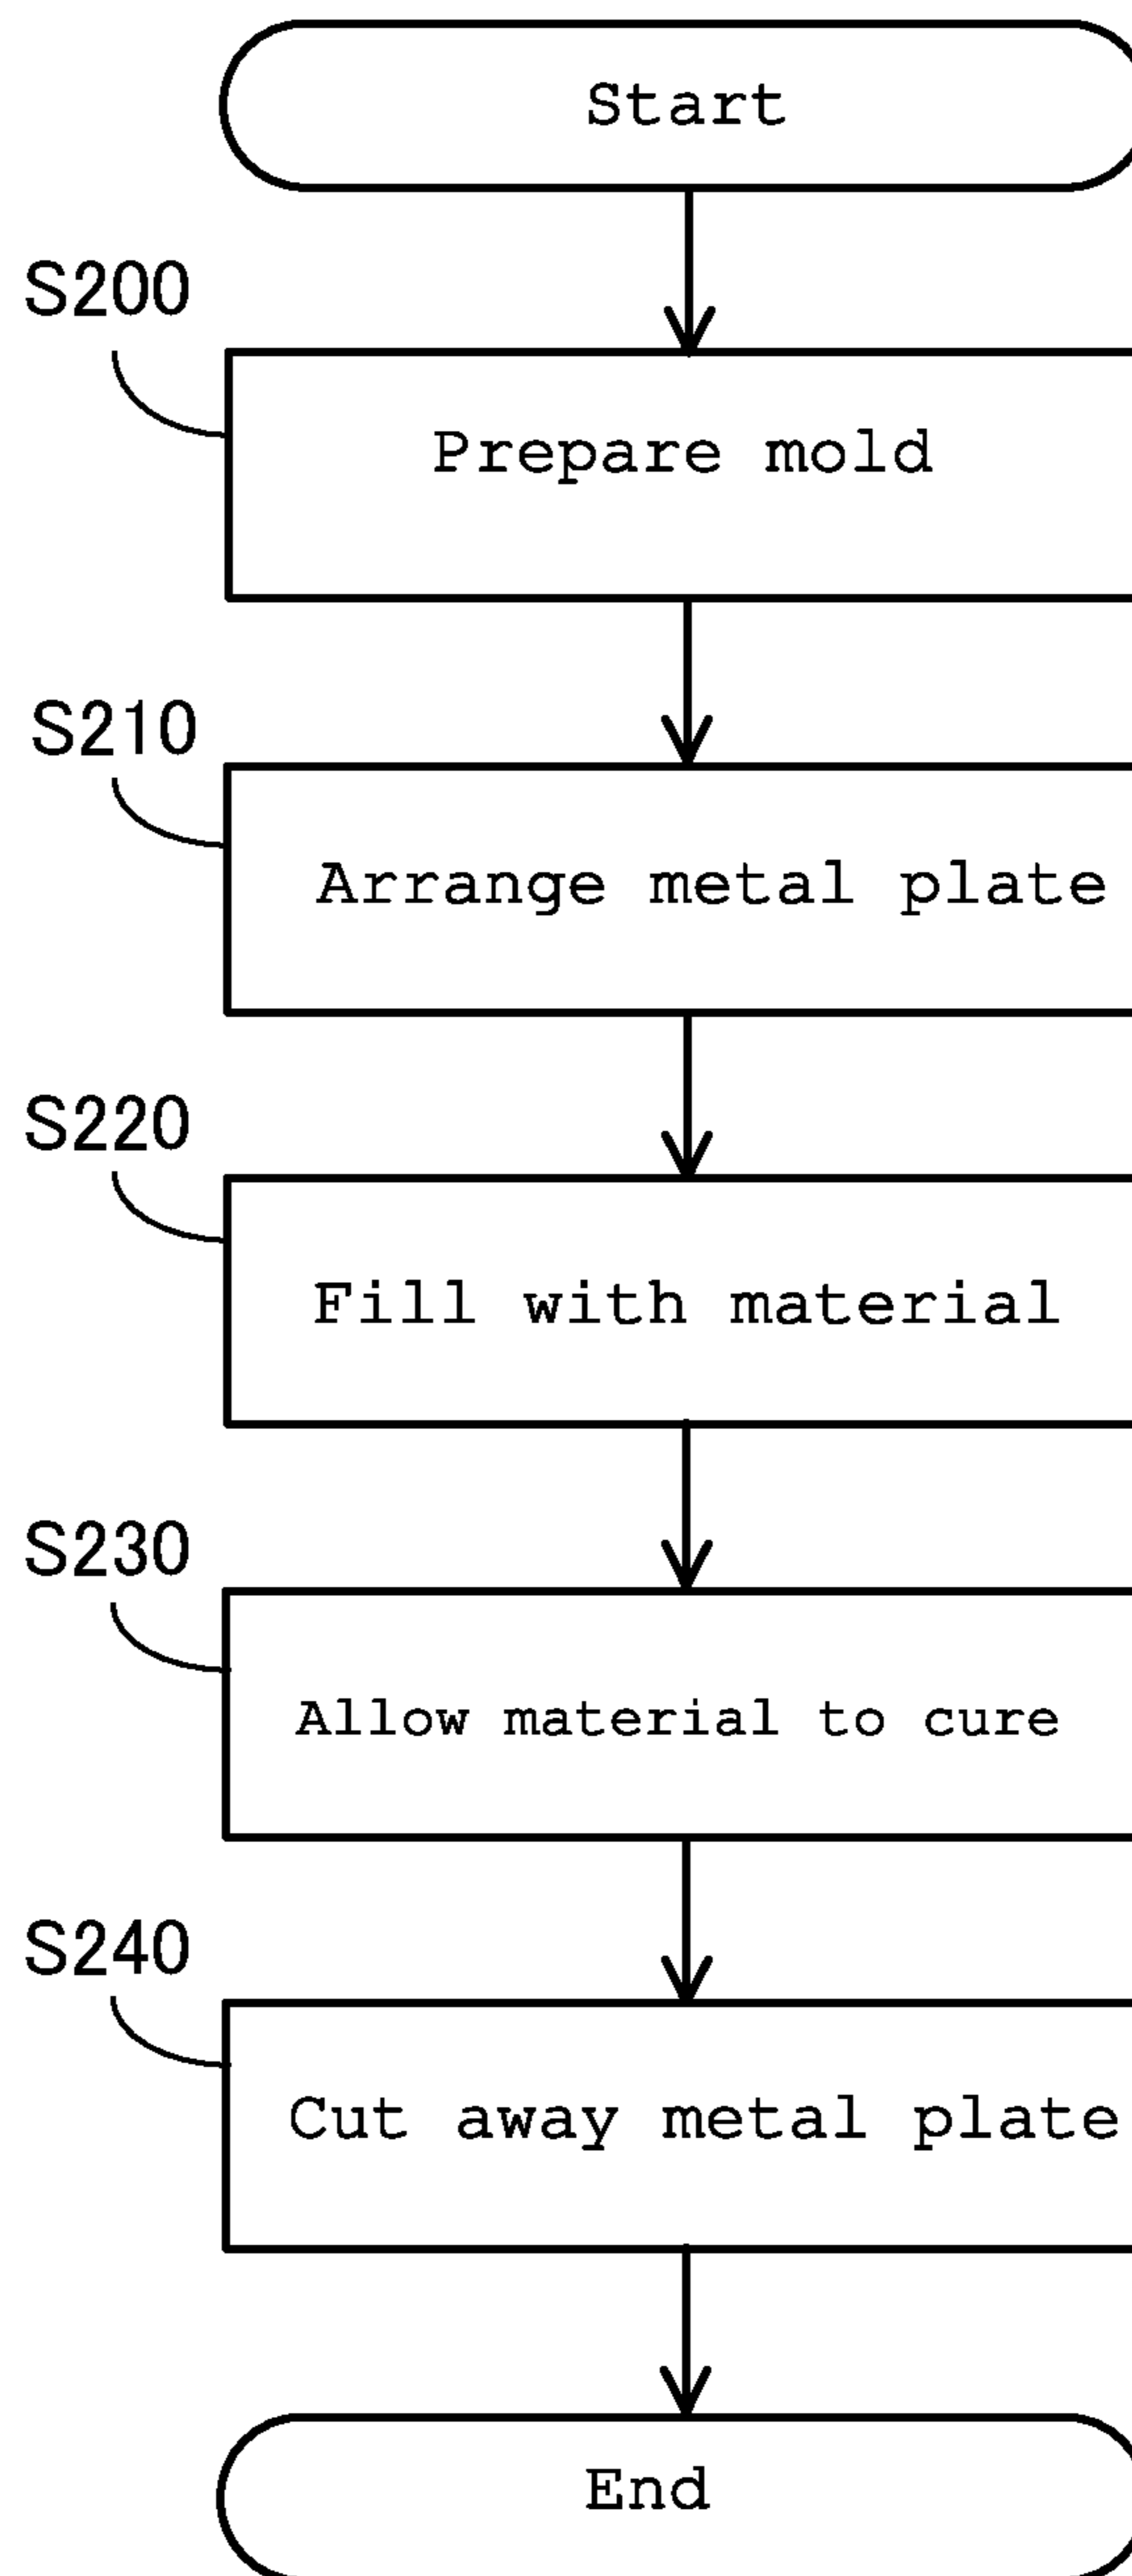 Start
S200
Prepare mold
S210
Arrange metal plate
S220
Fill with material
S230
Allow material to cure
S240
Cut away metal plate
End